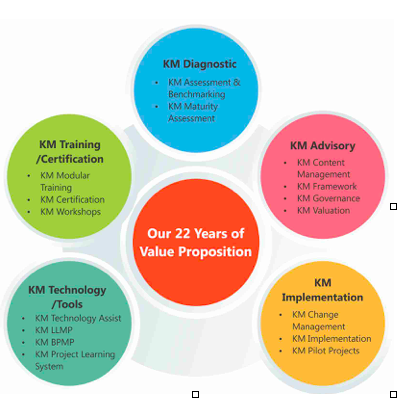 KM Diagnostic
• KM Assessment &
Benchmarking
• KM Maturity
Assessment
KM Training
/Certification
• KM Modular
Training
• KM Certification
• KM Workshops
KM Advisory
• KM Content
Management
• KM Framework
• KM Governance
• KM Valuation
Our 22 Years of
Value Proposition
KM Technology
/Tools
• KM Technology Assist
• KM LLMP
• KM BPMP
• KM Project Learning
System
KM
Implementation
• KM Change
Management
• KM Implementation
• KM Pilot Projects